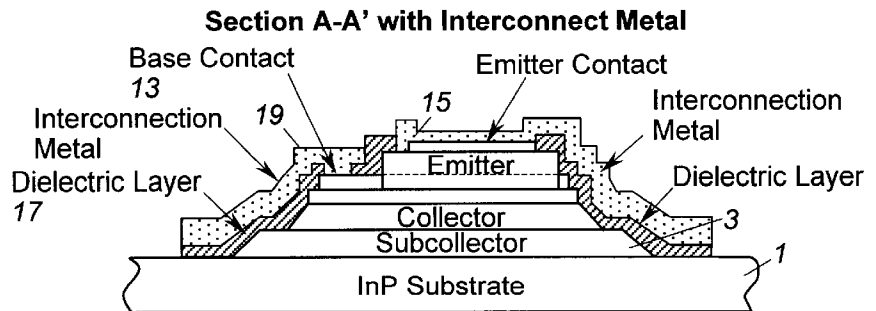 Section A-A' with Interconnect Metal
Base Contact
13
Emitter Contact
15
Interconnection
Metal
19
Interconnection
Metal
Dielectric Layer
17
Emitter
Dielectric Layer
Collector
3
Subcollector
1
InP Substrate